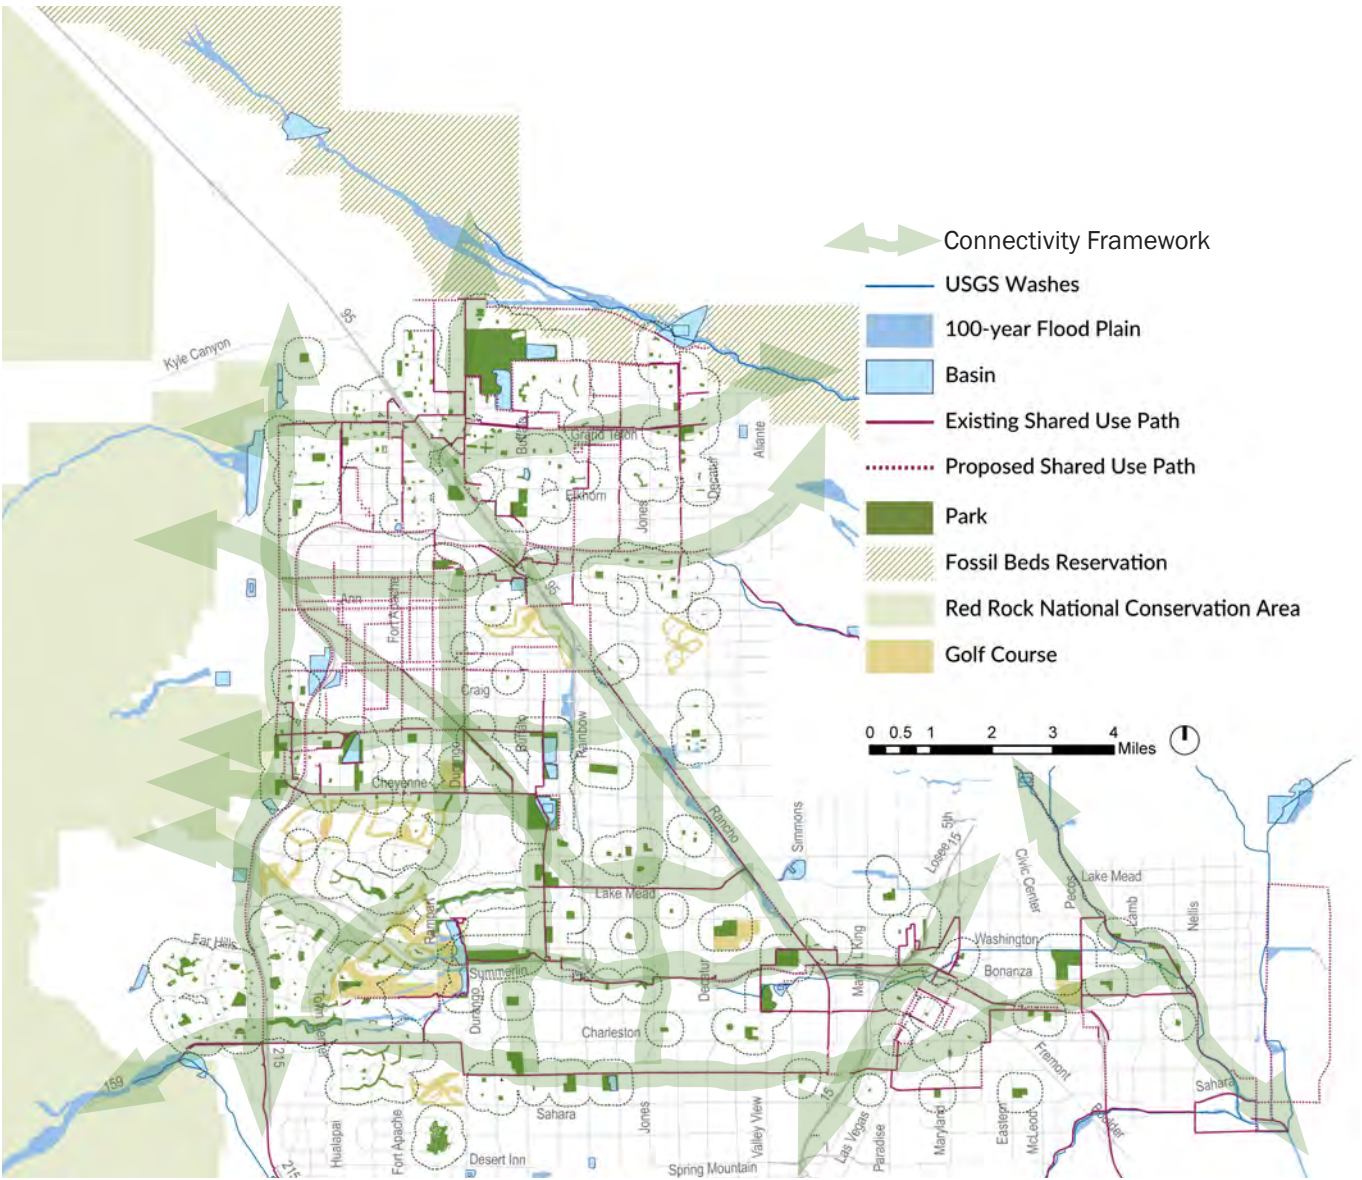 Connectivity Framework
USGS Washes
100-year Flood Plain
Basin
Existing Shared Use Path
Proposed Shared Use Path
Park
Fossil Beds Reservation
Red Rock National Conservation Area
Golf Course
0 0.5 1 2 3 4
Miles
95
Kyle Canyon
Buffalo
Grand Teton
Aliante
Decatur
Elkhorn
Jones
95
Ann
Fort Apache
Craig
Durango
Buffalo
Rainbow
Cheyenne
Rancho
Simmons
Losee
15
5th
Civic Center
Pecos
Lake Mead
Lamb
Nellis
Lake Mead
Rampart
Far Hills
Summerlin
Washington
Bonanza
Decatur
Durango
Charleston
215
159
Fremont
Sahara
Boulder
15
Hualapai
Fort Apache
Sahara
Jones
Valley View
Las Vegas
Paradise
Maryland
Eastern
McLeod
Desert Inn
Spring Mountain
215